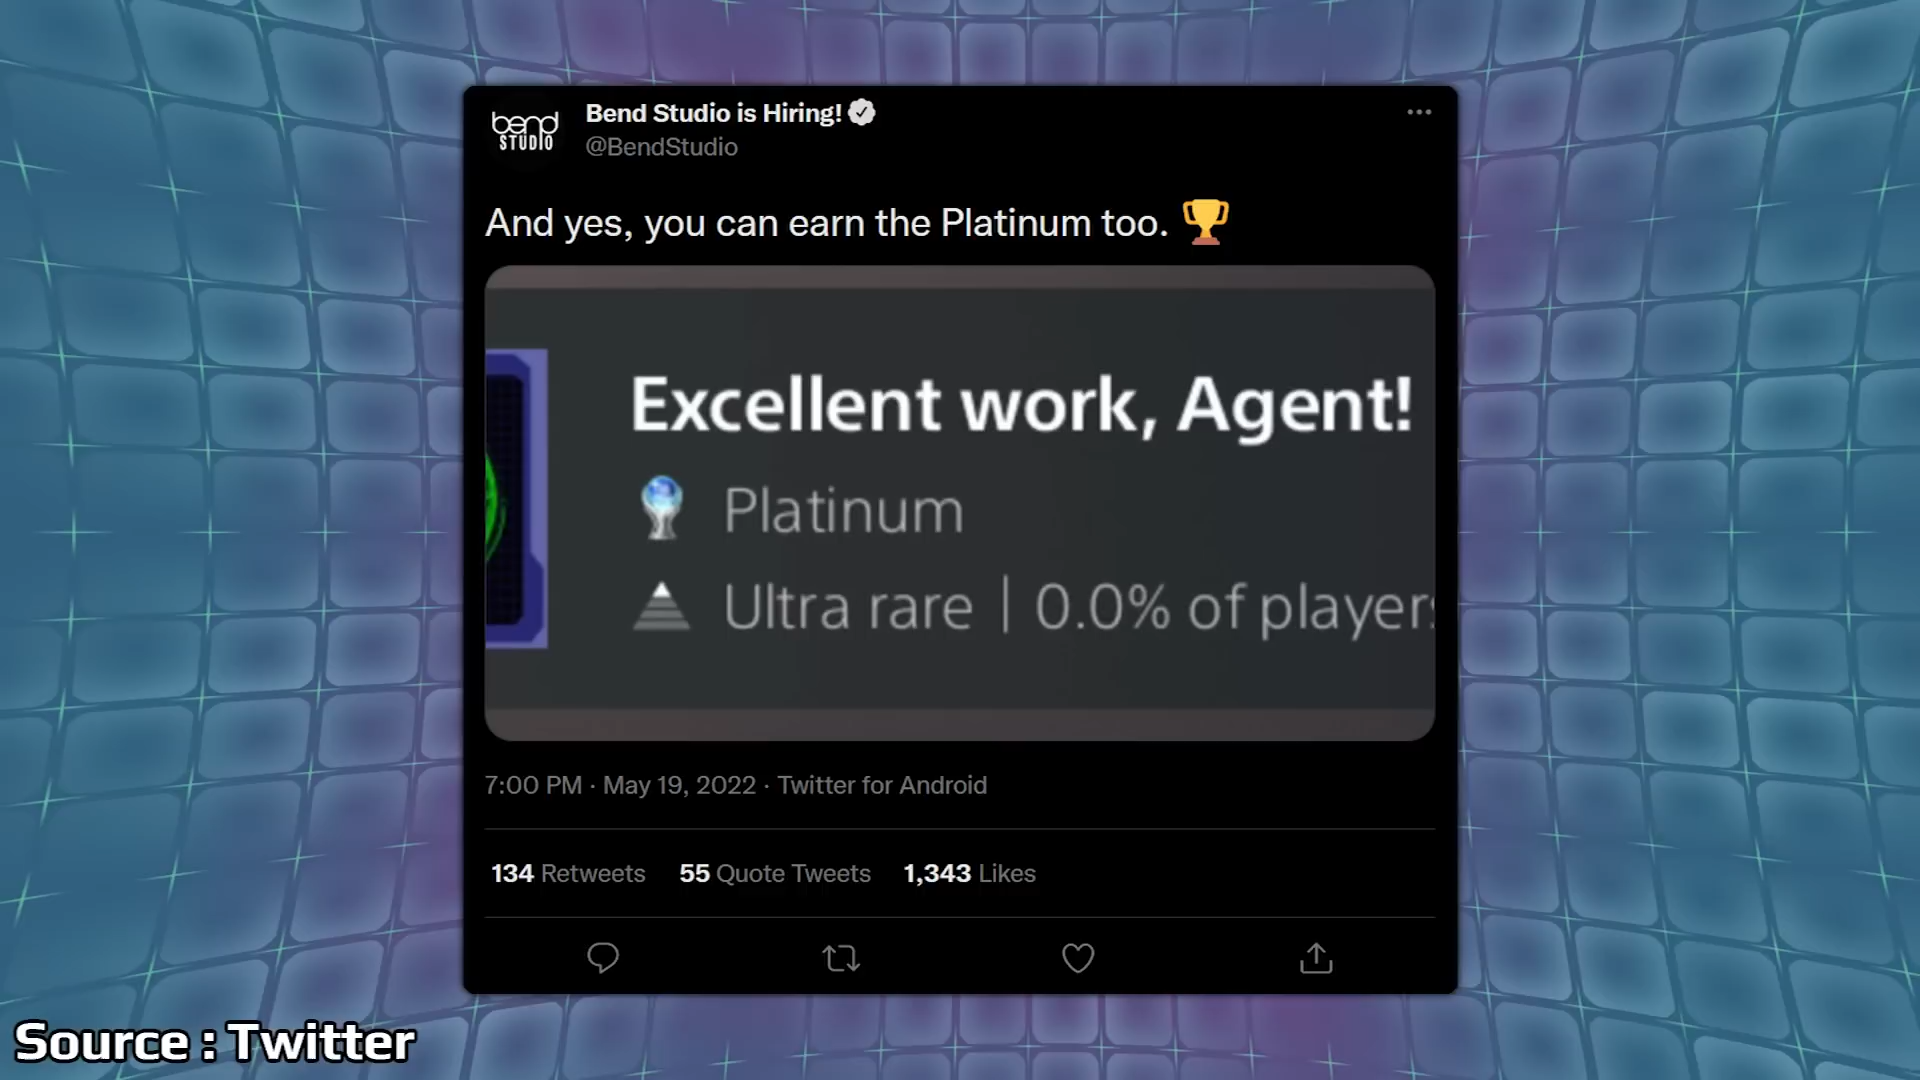 bend
STUDIO
Bend Studio is Hiring!
@BendStudio
And yes, you can earn the Platinum too. 🏆
Excellent work, Agent!
Platinum
Ultra rare | 0.0% of players
7:00 PM · May 19, 2022 · Twitter for Android
134 Retweets 55 Quote Tweets 1,343 Likes
Source : Twitter